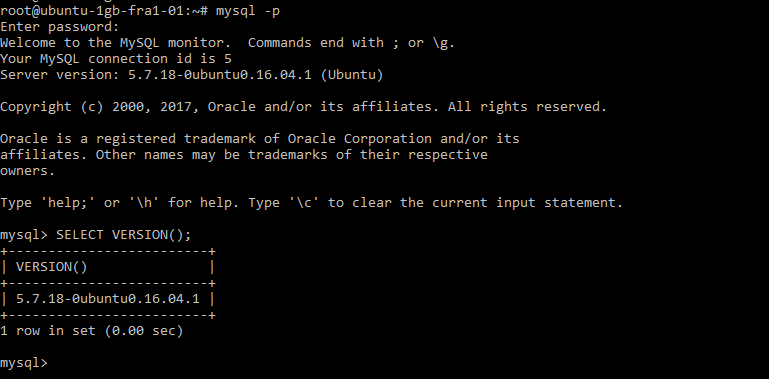 root@ubuntu-1gb-fra1-01:~# mysql -p
Enter password:
Welcome to the MySQL monitor.  Commands end with ; or \g.
Your MySQL connection id is 5
Server version: 5.7.18-0ubuntu0.16.04.1 (Ubuntu)

Copyright (c) 2000, 2017, Oracle and/or its affiliates. All rights reserved.

Oracle is a registered trademark of Oracle Corporation and/or its
affiliates. Other names may be trademarks of their respective
owners.

Type 'help;' or '\h' for help. Type '\c' to clear the current input statement.

mysql> SELECT VERSION();
+-------------------------+
| VERSION()               |
+-------------------------+
| 5.7.18-0ubuntu0.16.04.1 |
+-------------------------+
1 row in set (0.00 sec)

mysql>